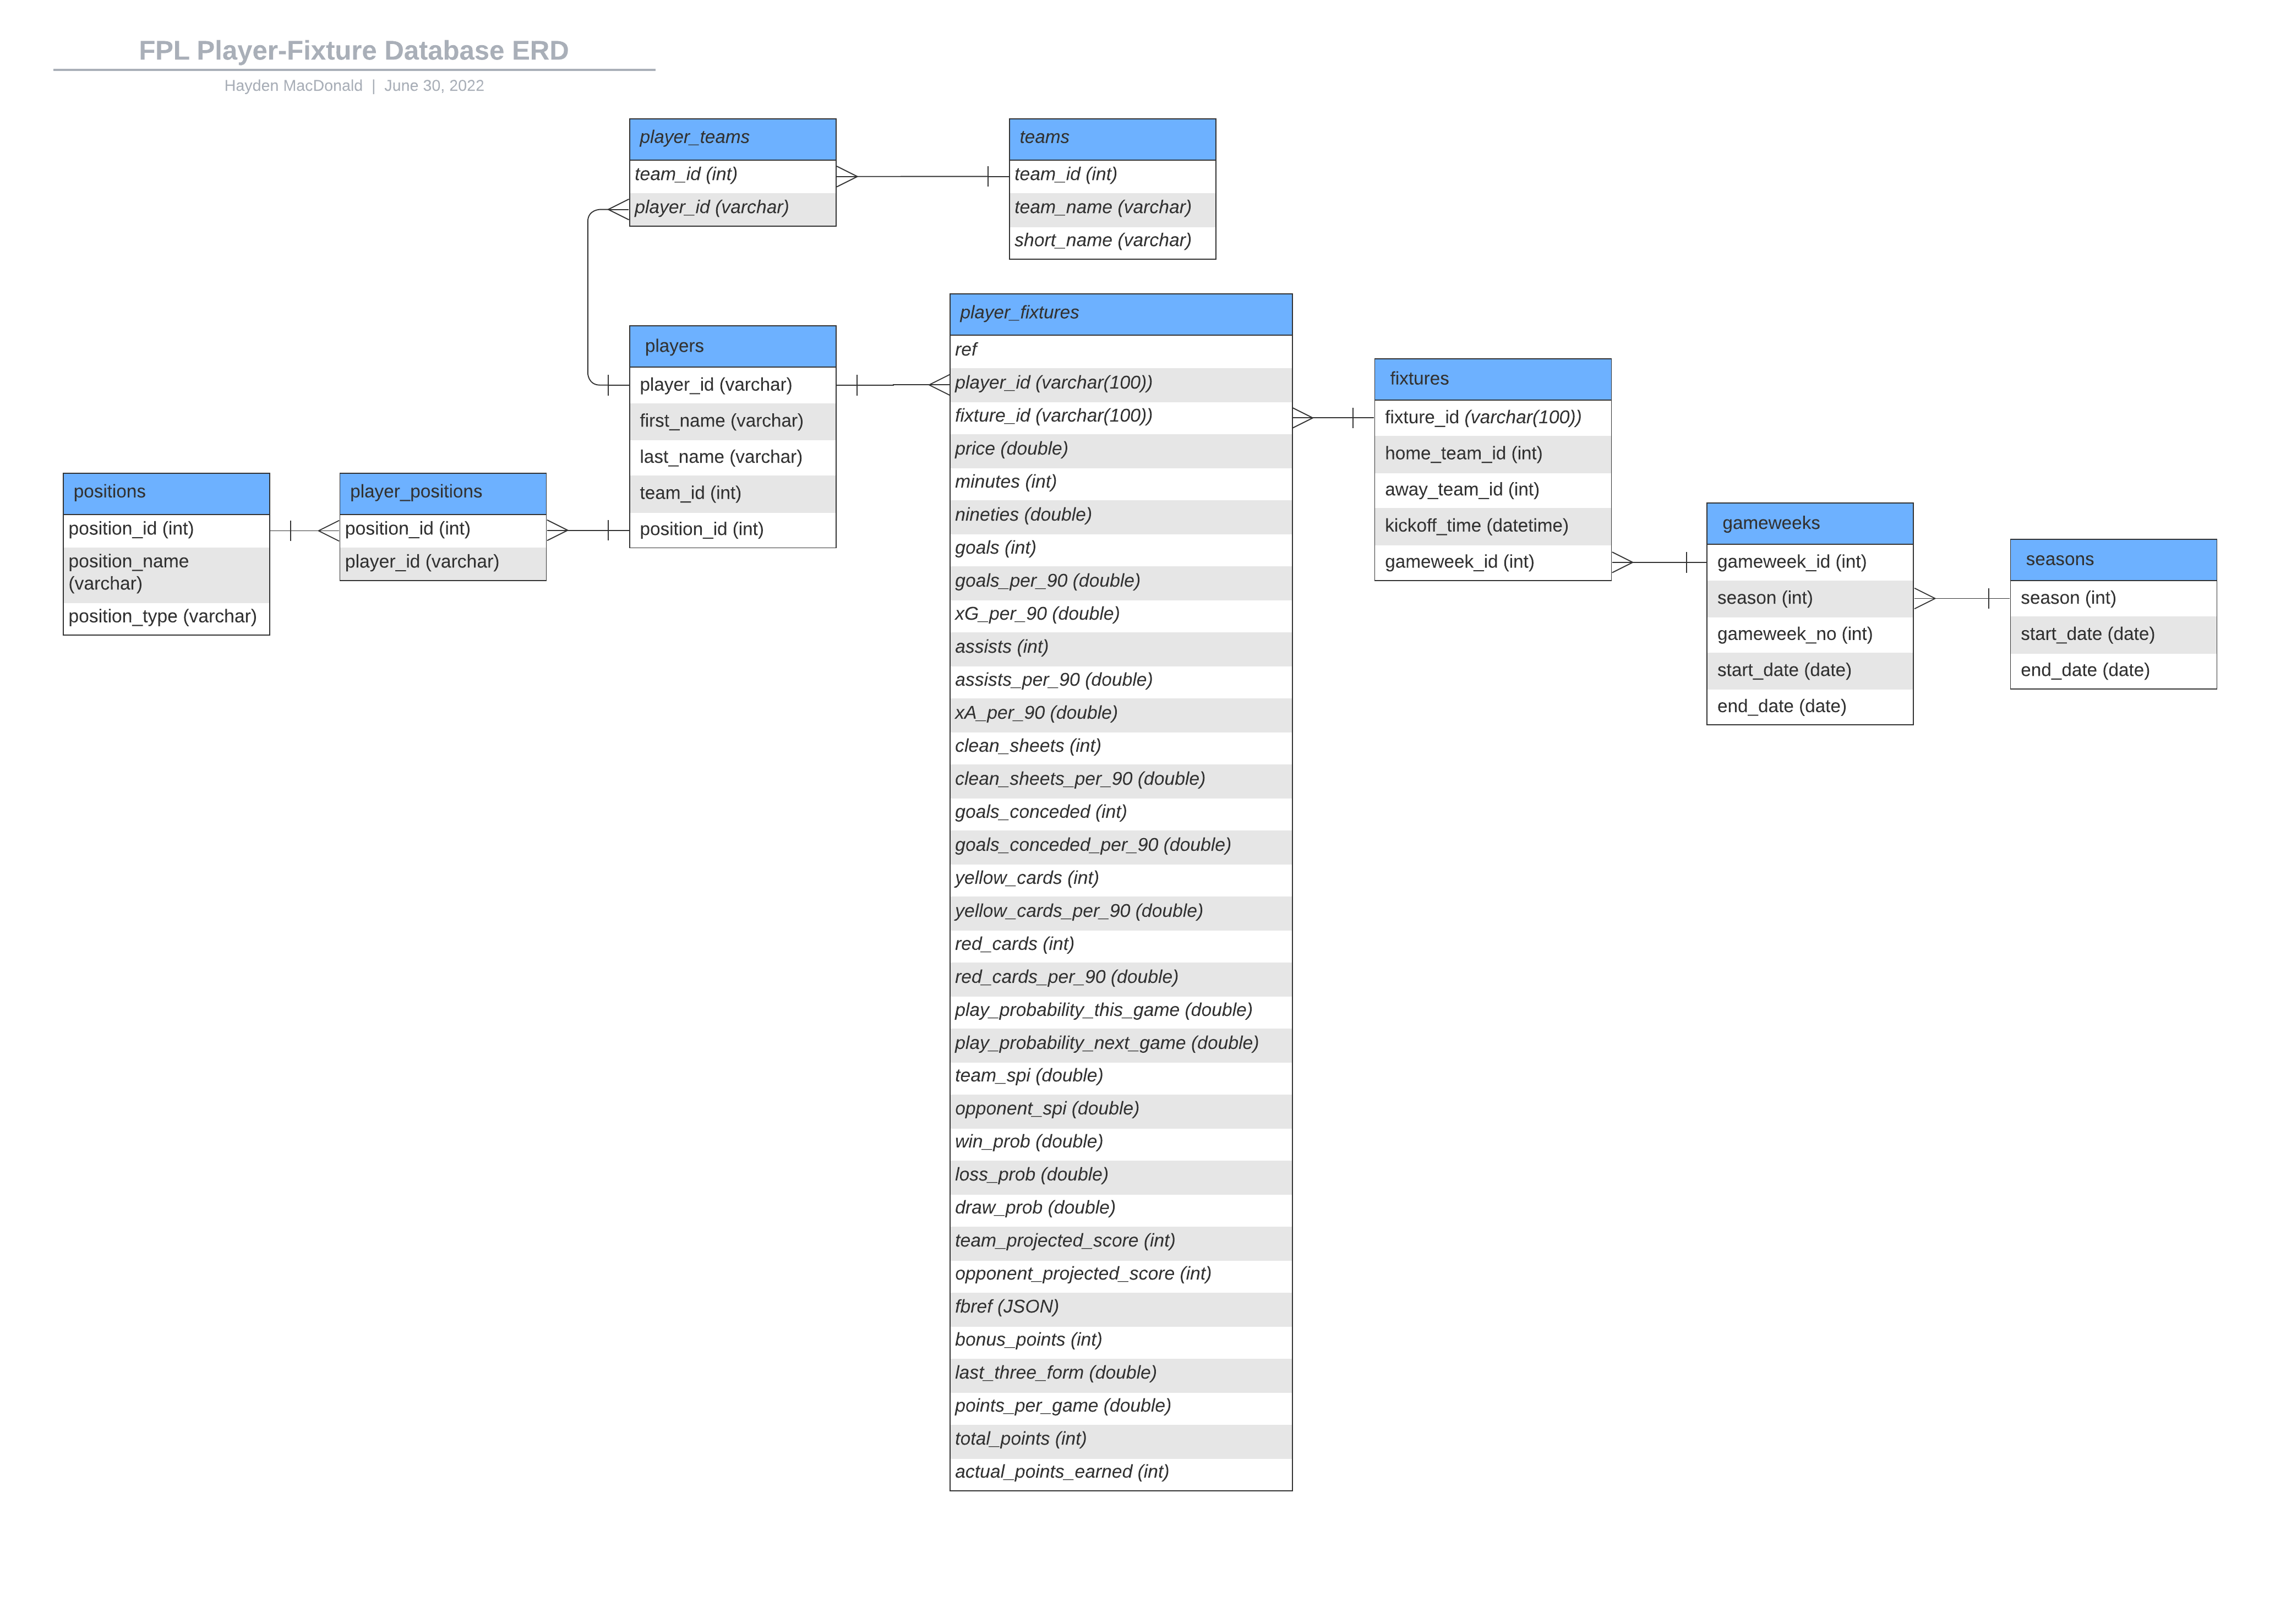 FPL Player-Fixture Database ERD
Hayden MacDonald | June 30, 2022
player_teams
team_id (int)
player_id (varchar)
teams
team_id (int)
team_name (varchar)
short_name (varchar)
positions
position_id (int)
position_name
(varchar)
position_type (varchar)
player_positions
position_id (int)
player_id (varchar)
players
player_id (varchar)
first_name (varchar)
last_name (varchar)
team_id (int)
position_id (int)
player_fixtures
ref
player_id (varchar(100))
fixture_id (varchar(100))
price (double)
minutes (int)
nineties (double)
goals (int)
goals_per_90 (double)
xG_per_90 (double)
assists (int)
assists_per_90 (double)
xA_per_90 (double)
clean_sheets (int)
clean_sheets_per_90 (double)
goals_conceded (int)
goals_conceded_per_90 (double)
yellow_cards (int)
yellow_cards_per_90 (double)
red_cards (int)
red_cards_per_90 (double)
play_probability_this_game (double)
play_probability_next_game (double)
team_spi (double)
opponent_spi (double)
win_prob (double)
loss_prob (double)
draw_prob (double)
team_projected_score (int)
opponent_projected_score (int)
fbref (JSON)
bonus_points (int)
last_three_form (double)
points_per_game (double)
total_points (int)
actual_points_earned (int)
fixtures
fixture_id (varchar(100))
home_team_id (int)
away_team_id (int)
kickoff_time (datetime)
gameweek_id (int)
gameweeks
gameweek_id (int)
season (int)
gameweek_no (int)
start_date (date)
end_date (date)
seasons
season (int)
start_date (date)
end_date (date)